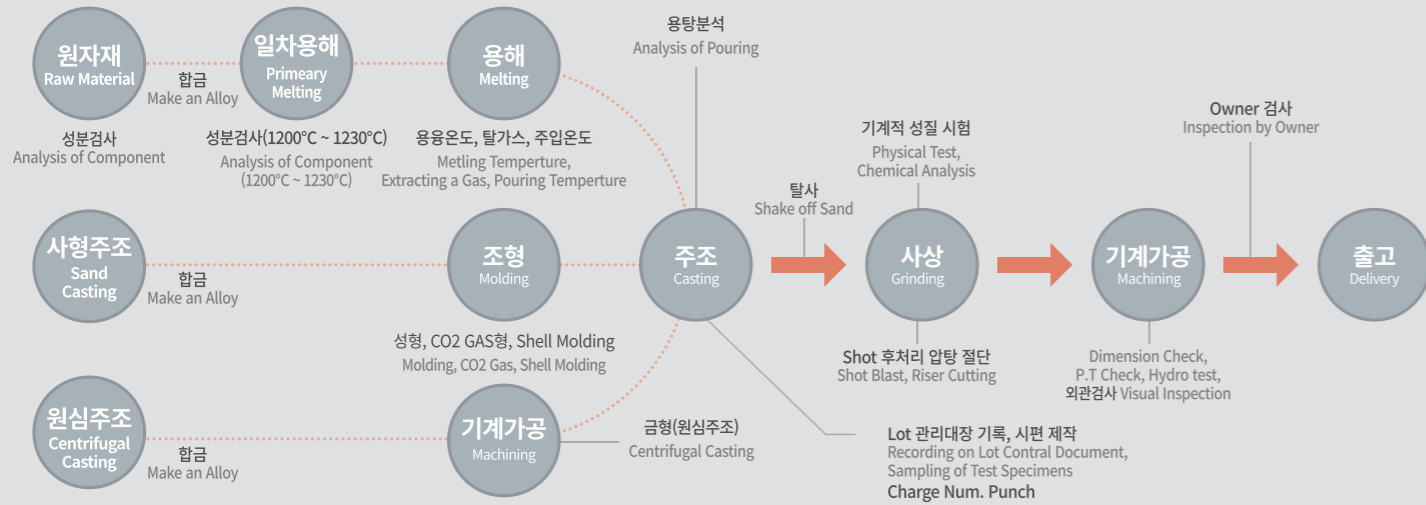 원자재
Raw Material
합금
Make an Alloy
성분검사
Analysis of Component
일차용해
Primeary
Melting
성분검사(1200°C ~ 1230°C)
Analysis of Component
(1200°C ~ 1230°C)
용해
Melting
용융온도, 탈가스, 주입온도
Metling Temperture,
Extracting a Gas, Pouring Temperture
용탕분석
Analysis of Pouring
사형주조
Sand
Casting
합금
Make an Alloy
조형
Molding
성형, CO2 GAS형, Shell Molding
Molding, CO2 Gas, Shell Molding
원심주조
Centrifugal
Casting
합금
Make an Alloy
기계가공
Machining
금형(원심주조)
Centrifugal Casting
주조
Casting
Lot 관리대장 기록, 시편 제작
Recording on Lot Contral Document,
Sampling of Test Specimens
Charge Num. Punch
탈사
Shake off Sand
기계적 성질 시험
Physical Test,
Chemical Analysis
사상
Grinding
Shot 후처리 압탕 절단
Shot Blast, Riser Cutting
기계가공
Machining
Dimension Check,
P.T Check, Hydro test,
외관검사 Visual Inspection
Owner 검사
Inspection by Owner
출고
Delivery